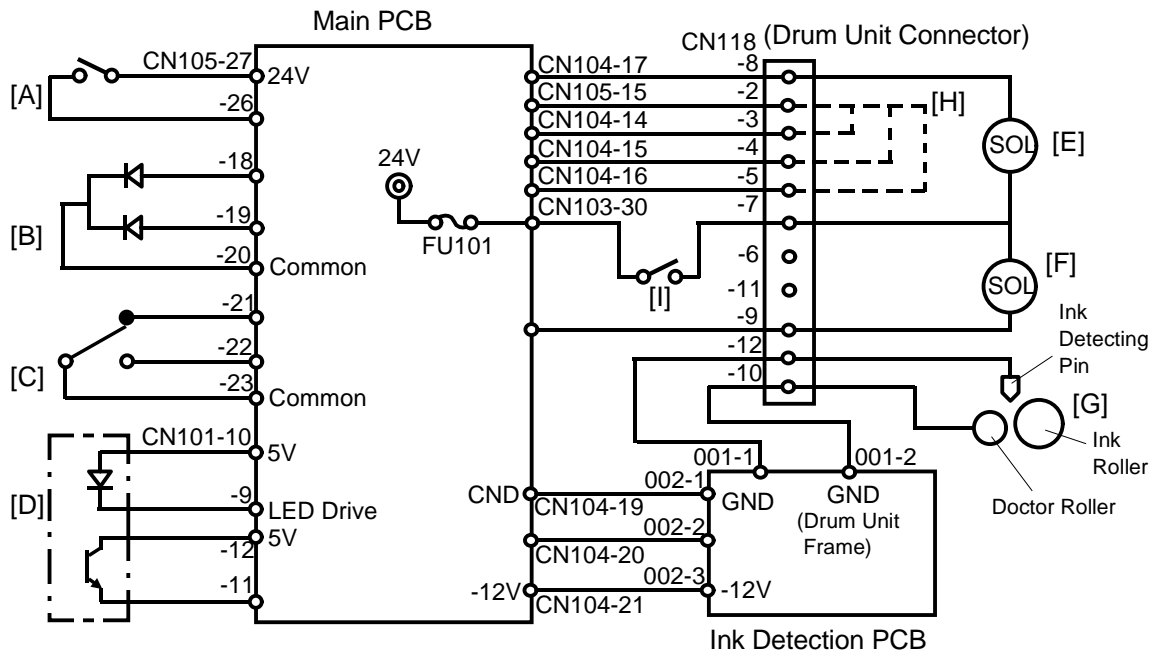 Main PCB
CN118 (Drum Unit Connector)
[A]
CN105-27
24V
-26
[B]
-18
-19
-20
Common
[C]
-21
-22
-23
Common
[D]
CN101-10
5V
-9
LED Drive
-12
5V
-11
24V
FU101
CN104-17
CN105-15
CN104-14
CN104-15
CN104-16
CN103-30
[I]
-8
-2
-3
-4
-5
-7
-6
-11
-9
-12
-10
[H]
SOL
[E]
SOL
[F]
Ink
Detecting
Pin
[G]
Ink
Roller
Doctor Roller
CND
CN104-19
CN104-20
-12V
CN104-21
002-1
002-2
002-3
001-1
001-2
GND
GND
(Drum Unit
Frame)
-12V
Ink Detection PCB